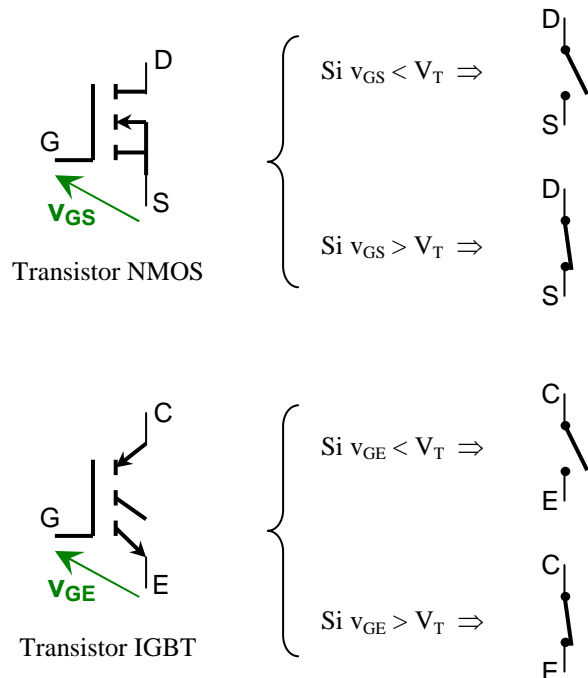 D
Si vGS < VT ⇒
D
S
G
vGS
S
Transistor NMOS
Si vGS > VT ⇒
D
S
C
Si vGE < VT ⇒
C
E
G
vGE
E
Transistor IGBT
Si vGE > VT ⇒
C
E